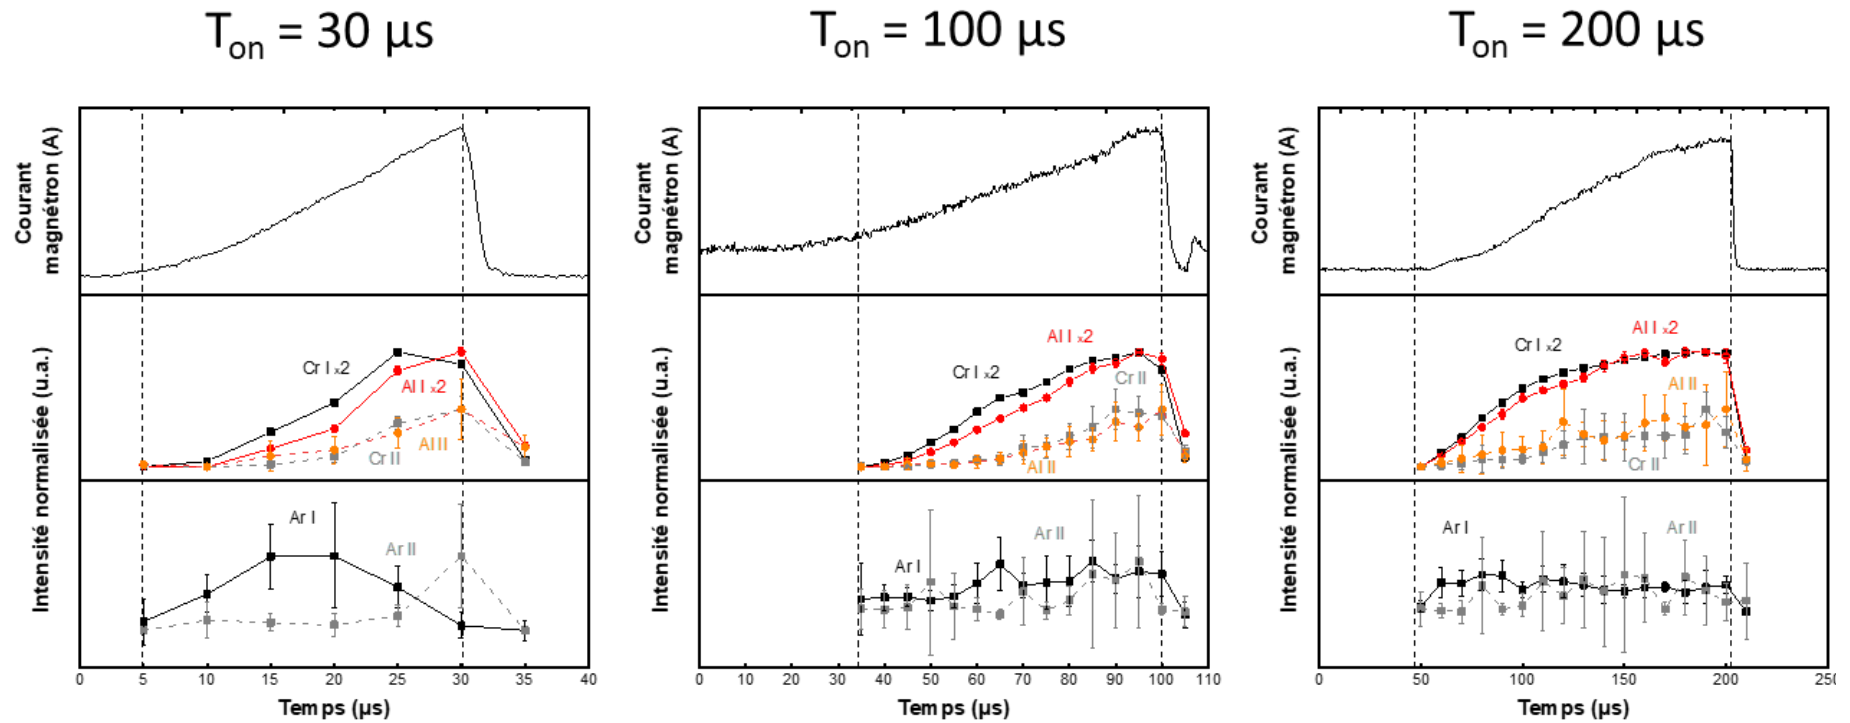 Ton = 30 µs
Ton = 100 µs
Ton = 200 µs
Courant
magnétron (A)
Cr I x2
Al I x2
Al II
Cr II
Intensité normalisée (u.a.)
Ar I
Ar II
0 5 10 15 20 25 30 35 40
Temps (µs)
Courant
magnétron (A)
Al I x2
Cr I x2
Cr II
Al II
Intensité normalisée (u.a.)
Ar II
Ar I
0 10 20 30 40 50 60 70 80 90 100 110
Temps (µs)
Courant
magnétron (A)
Al I x2
Cr I x2
Al II
Cr II
Intensité normalisée (u.a.)
Ar I
Ar II
0 50 100 150 200 250
Temps (µs)